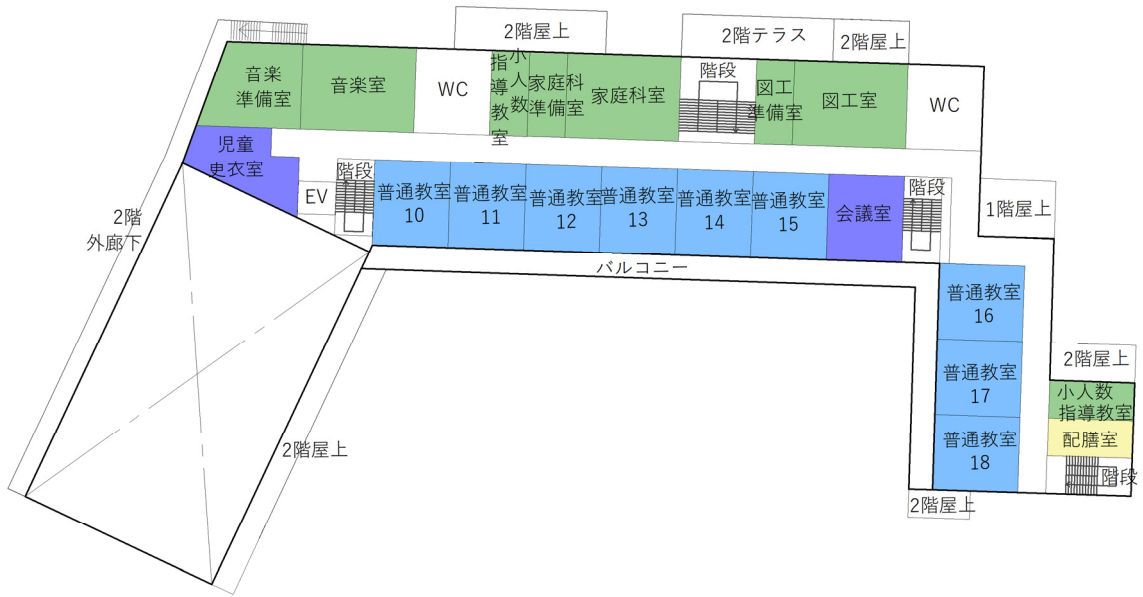 2階屋上
2階テラス
2階屋上
音楽
準備室
音楽室
WC
小人数
指導教室
家庭科
準備室
家庭科室
階段
図工
準備室
図工室
WC
児童
更衣室
EV
階段
普通教室
10
普通教室
11
普通教室
12
普通教室
13
普通教室
14
普通教室
15
会議室
階段
1階屋上
2階
外廊下
バルコニー
普通教室
16
普通教室
17
普通教室
18
2階屋上
小人数
指導教室
配膳室
階段
2階屋上
2階屋上